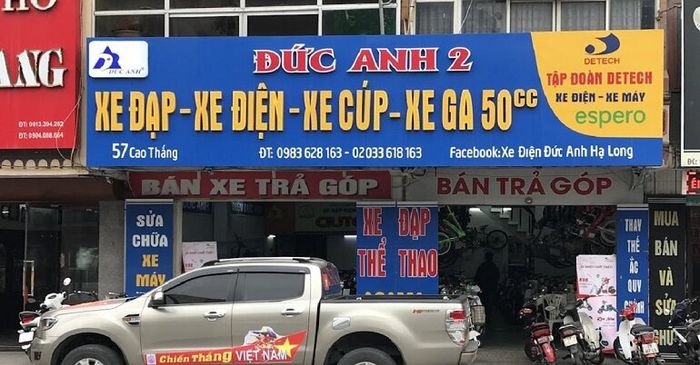 ANG
ĐT: 0913.394.282
ĐT: 0904.088.664
ĐỨC ANH
ĐỨC ANH 2
XE ĐẠP - XE ĐIỆN - XE CÚP - XE GA 50CC
57 Cao Thắng
ĐT: 0983 628 163 - 02033 618 163
Facebook:Xe Điện Đức Anh Hạ Long
DETECH
TẬP ĐOÀN DETECH
XE ĐIỆN - XE MÁY
espero
BÁN XE TRẢ GÓP
BÁN TRẢ GÓP
SỬA
CHỮA
XE
MÁY
XE ĐẠP
THỂ THAO
THAY
THẾ
ẮC
QUY
MUA
BÁN
VÀ
SỬA
Chiến Thắng
VIỆT NAM